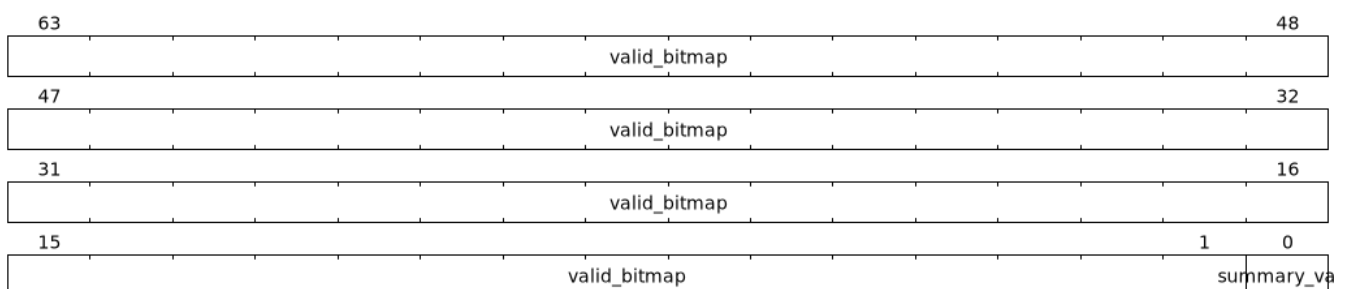 63 48
valid_bitmap
47 32
valid_bitmap
31 16
valid_bitmap
15 1 0
valid_bitmap summary_va